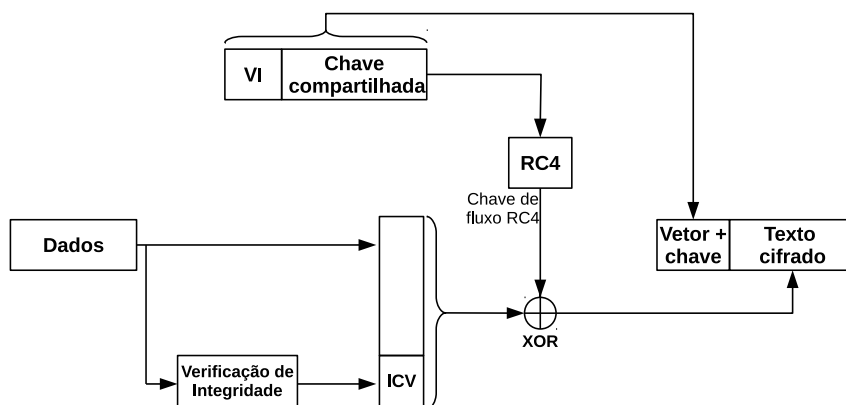 VI
Chave
compartilhada
RC4
Chave de
fluxo RC4
Dados
Vetor +
chave
Texto
cifrado
XOR
Verificação de
Integridade
ICV